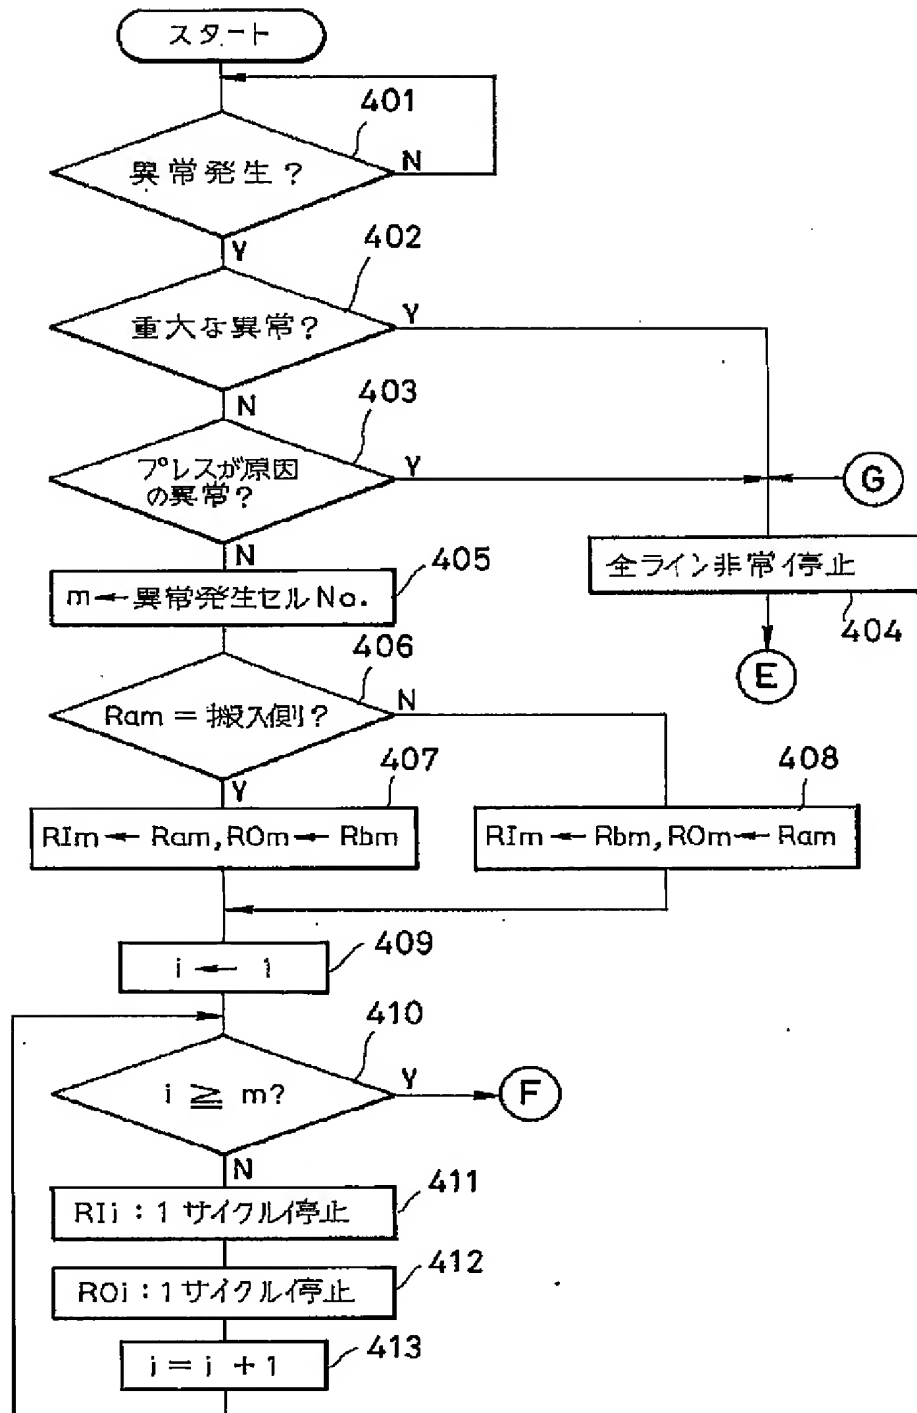 スタート
401
異常発生?
N
Y
402
重大な異常?
Y
N
403
プレスが原因
の異常?
Y
G
N
405
m←異常発生セルNo.
全ライン非常停止
404
E
406
Ram=搬入側?
N
Y
407
RIm←Ram,ROm←Rbm
408
RIm←Rbm,ROm←Ram
409
i←1
410
i≧m?
Y
F
N
411
RIi:1サイクル停止
412
ROi:1サイクル停止
413
i=i+1